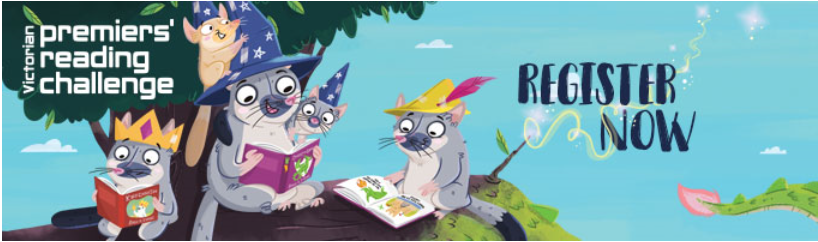 Victorian
premiers'
reading
challenge
REGISTER
NOW